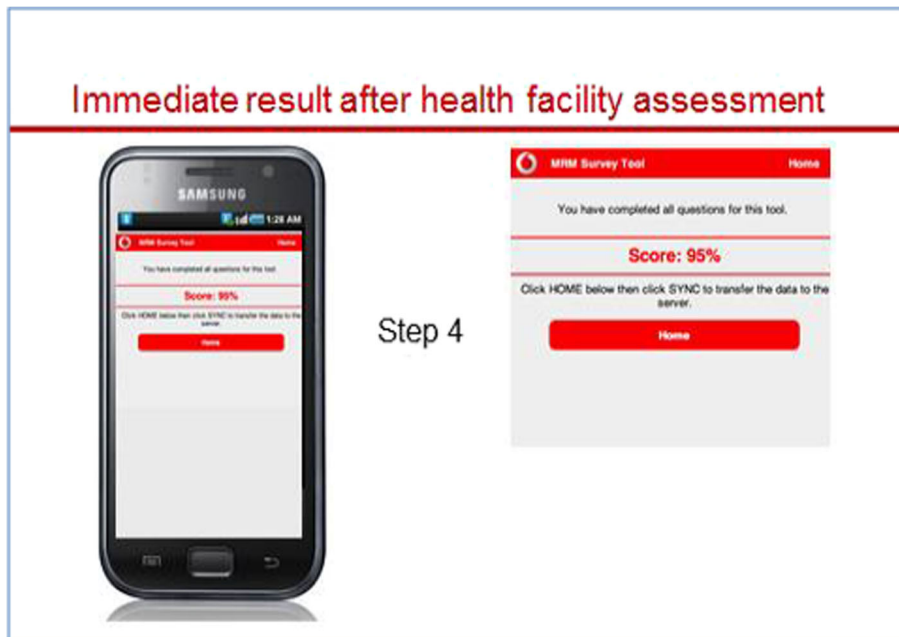 Immediate result after health facility assessment
SAMSUNG
1:28 AM
MRM Survey Tool Home
You have completed all questions for this tool.
Score: 95%
Click HOME below then click SYNC to transfer the data to the
server.
Home
Step 4
MRM Survey Tool Home
You have completed all questions for this tool.
Score: 95%
Click HOME below then click SYNC to transfer the data to the
server.
Home